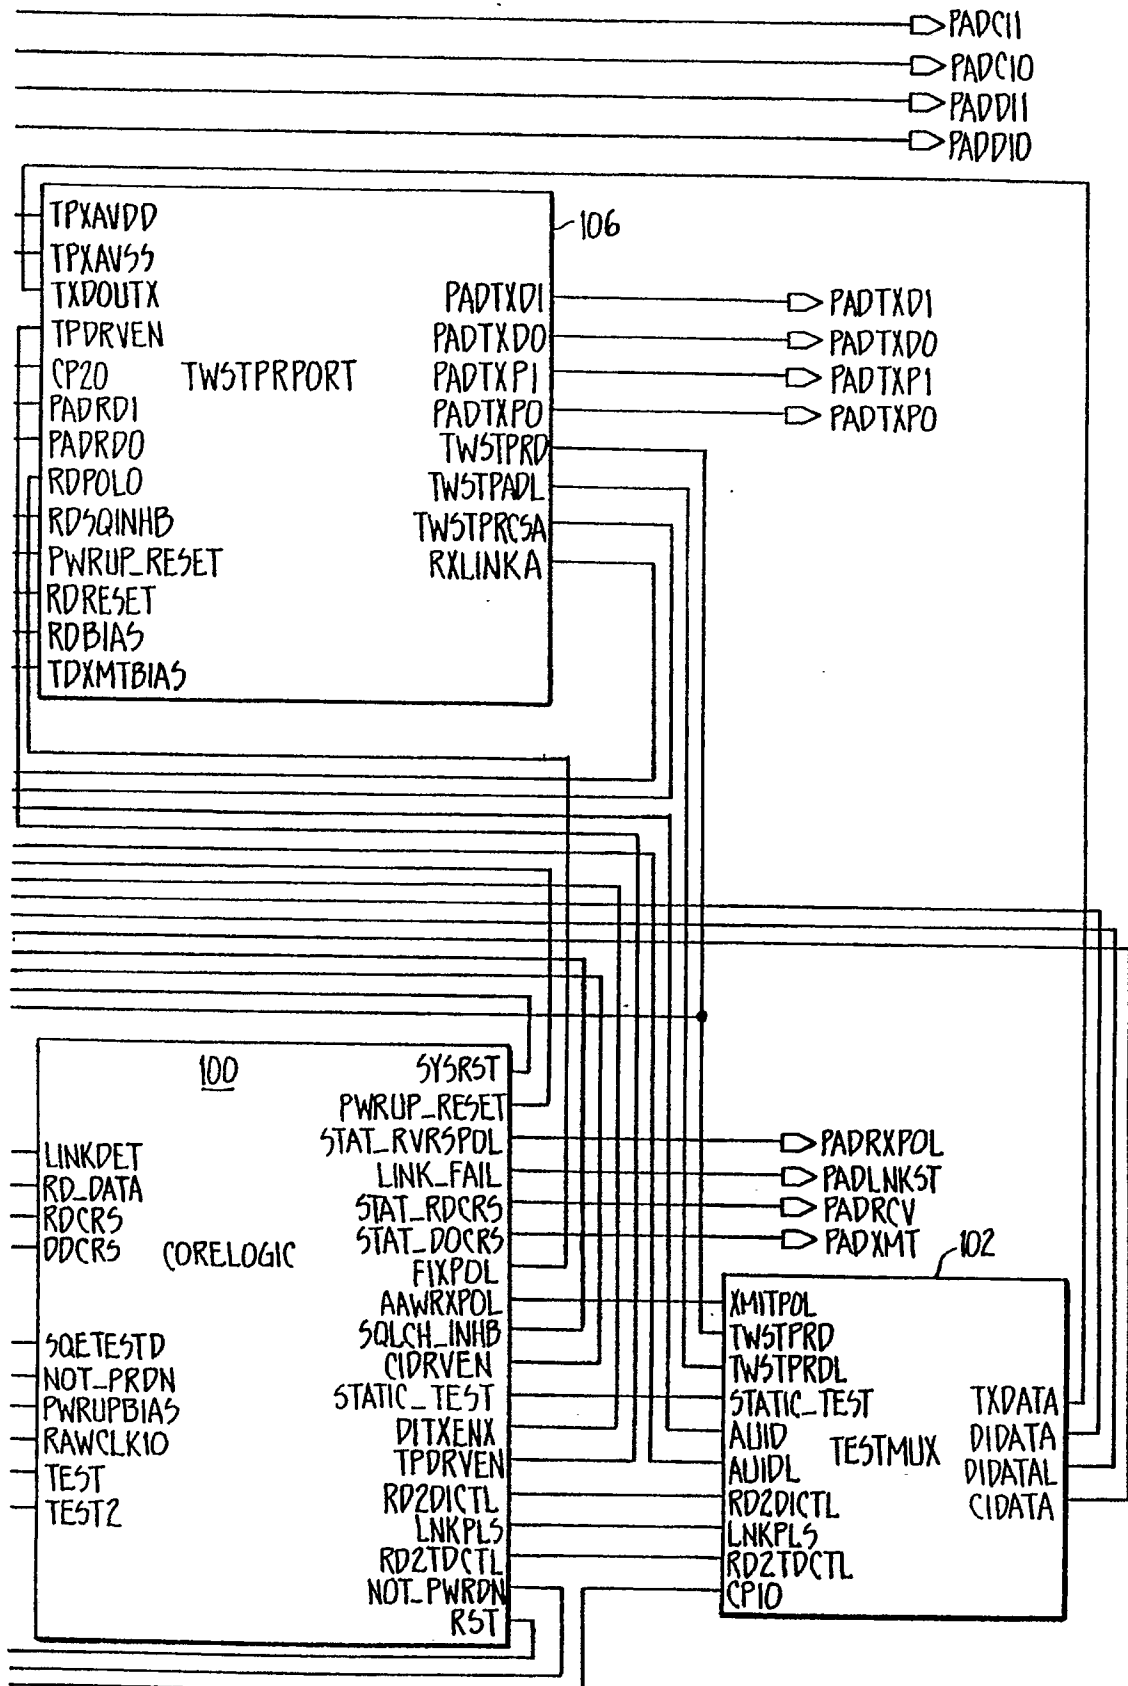 PADCI1
PADCI0
PADDI1
PADDI0
106
TPXAVDD
TPXAVSS
TXDOUTX
TPDRVEN
CP20
PADRDI
PADRDO
RDPOLO
RDSQINHB
PWRUP_RESET
RDRESET
RDBIAS
TDXMTBIAS
TWSTPRPORT
PADTXD1
PADTXD0
PADTXP1
PADTXP0
TWSTPRD
TWSTPADL
TWSTPRCSA
RXLINKA
PADTXD1
PADTXD0
PADTXP1
PADTXP0
100
LINKDET
RD_DATA
RDCRS
DDCRS
CORELOGIC
SQETESTD
NOT_PRDN
PWRUPBIAS
RAWCLK10
TEST
TEST2
SYSRST
PWRUP_RESET
STAT_RVRSPOL
LINK_FAIL
STAT_RDCRS
STAT_DOCRS
FIXPOL
AAWRXPOL
SQLCH_INHB
CIDRVEN
STATIC_TEST
DITXENX
TPDRVEN
RD2DICTL
LNKPLS
RD2TDCTL
NOT_PWRDN
RST
PADRXPOL
PADLNKST
PADRCV
PADXMT
102
XMITPOL
TWSTPRD
TWSTPRDL
STATIC_TEST
AUID
AUIDL
RD2DICTL
LNKPLS
RD2TDCTL
CP10
TESTMUX
TXDATA
DIDATA
DIDATAL
CIDATA